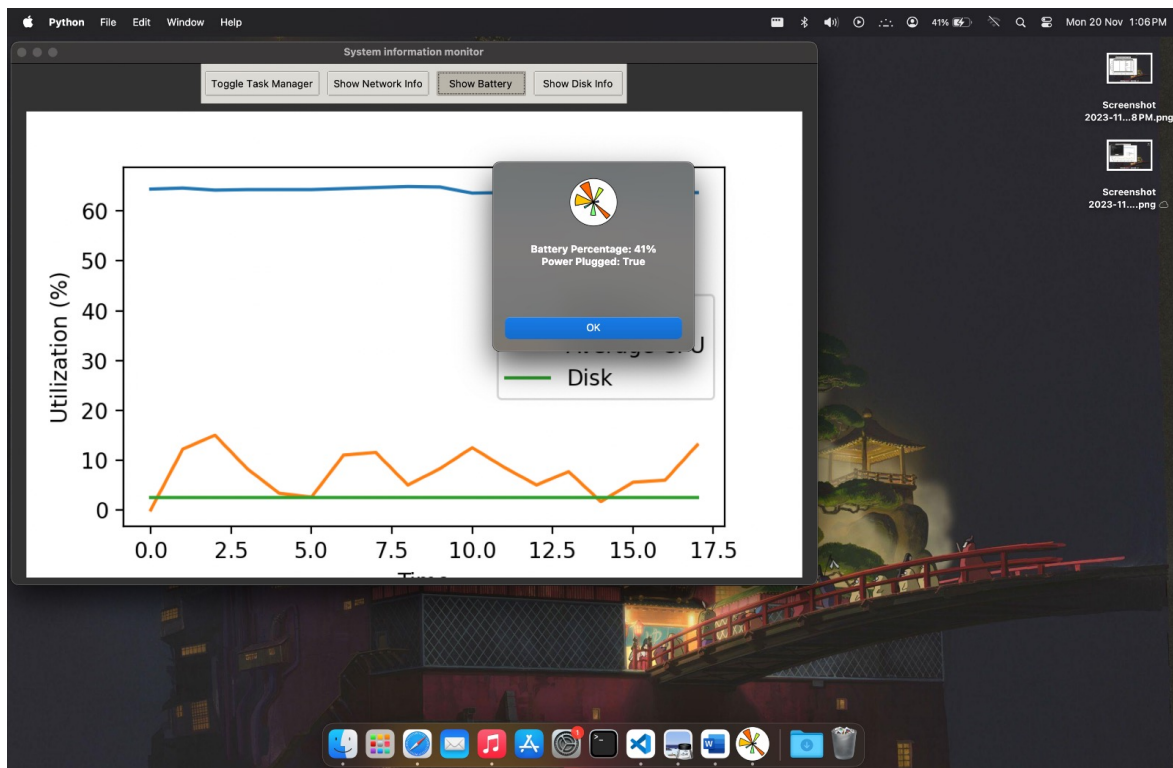 Python File Edit Window Help 41% Mon 20 Nov 1:06 PM
System information monitor
Toggle Task Manager Show Network Info Show Battery Show Disk Info
Battery Percentage: 41%
Power Plugged: True
OK
Disk
Utilization (%)
60
50
40
30
20
10
0
0.0 2.5 5.0 7.5 10.0 12.5 15.0 17.5
Screenshot
2023-11...8 PM.png
Screenshot
2023-11....png
1